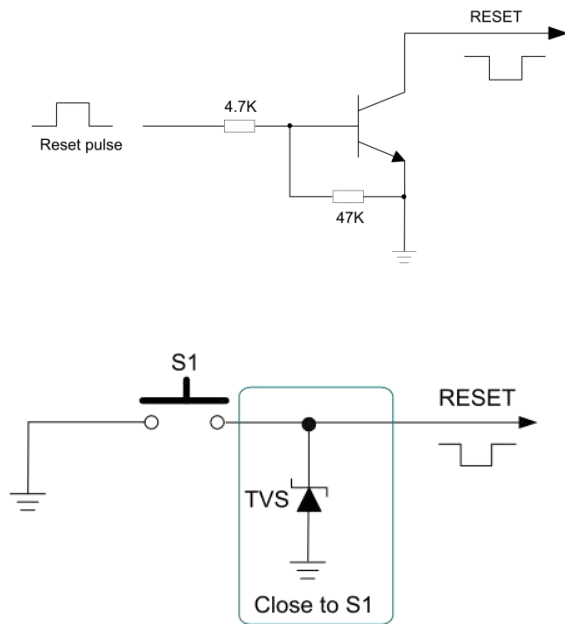 RESET
4.7K
Reset pulse
47K
S1
RESET
TVS
Close to S1